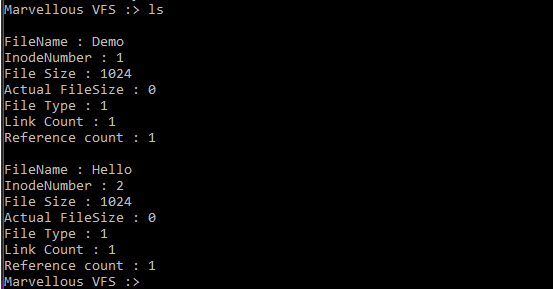 Marvellous VFS :> ls
FileName : Demo
InodeNumber : 1
File Size : 1024
Actual FileSize : 0
File Type : 1
Link Count : 1
Reference count : 1
FileName : Hello
InodeNumber : 2
File Size : 1024
Actual FileSize : 0
File Type : 1
Link Count : 1
Reference count : 1
Marvellous VFS :>